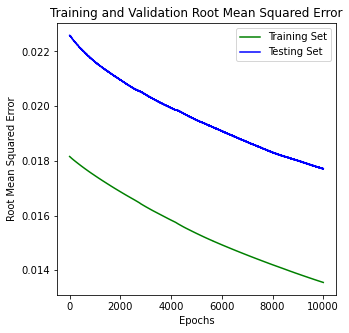 Training and Validation Root Mean Squared Error
Training Set
Testing Set
Root Mean Squared Error
0.022
0.020
0.018
0.016
0.014
0
2000
4000
6000
8000
10000
Epochs